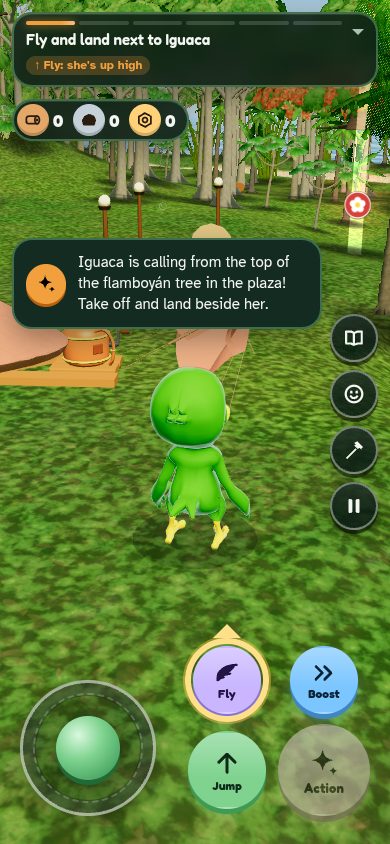 Fly and land next to Iguaca
↑ Fly: she's up high
0 0 0
Iguaca is calling from the top of
the flamboyán tree in the plaza!
Take off and land beside her.
Fly
Boost
Jump
Action